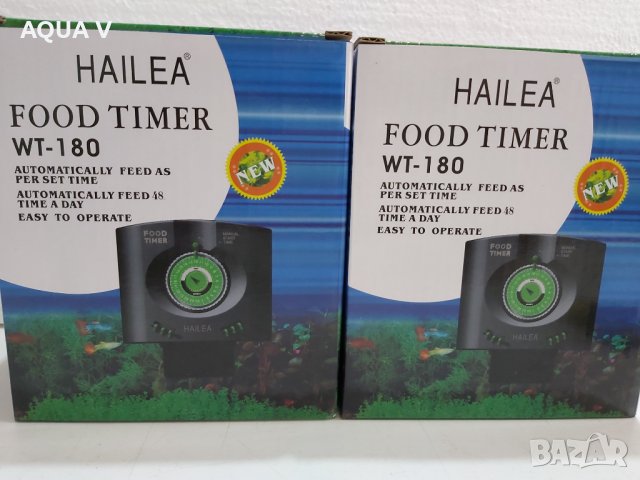 AQUA V
HAILEA®
FOOD TIMER
WT-180
AUTOMATICALLY FEED AS
PER SET TIME
AUTOMATICALLY FEED 48
TIME A DAY
EASY TO OPERATE
NEW
FOOD
TIMER
HAILEA
HAILEA®
FOOD TIMER
WT-180
AUTOMATICALLY FEED AS
PER SET TIME
AUTOMATICALLY FEED 48
TIME A DAY
EASY TO OPERATE
NEW
FOOD
TIMER
HAILEA
BAZAR